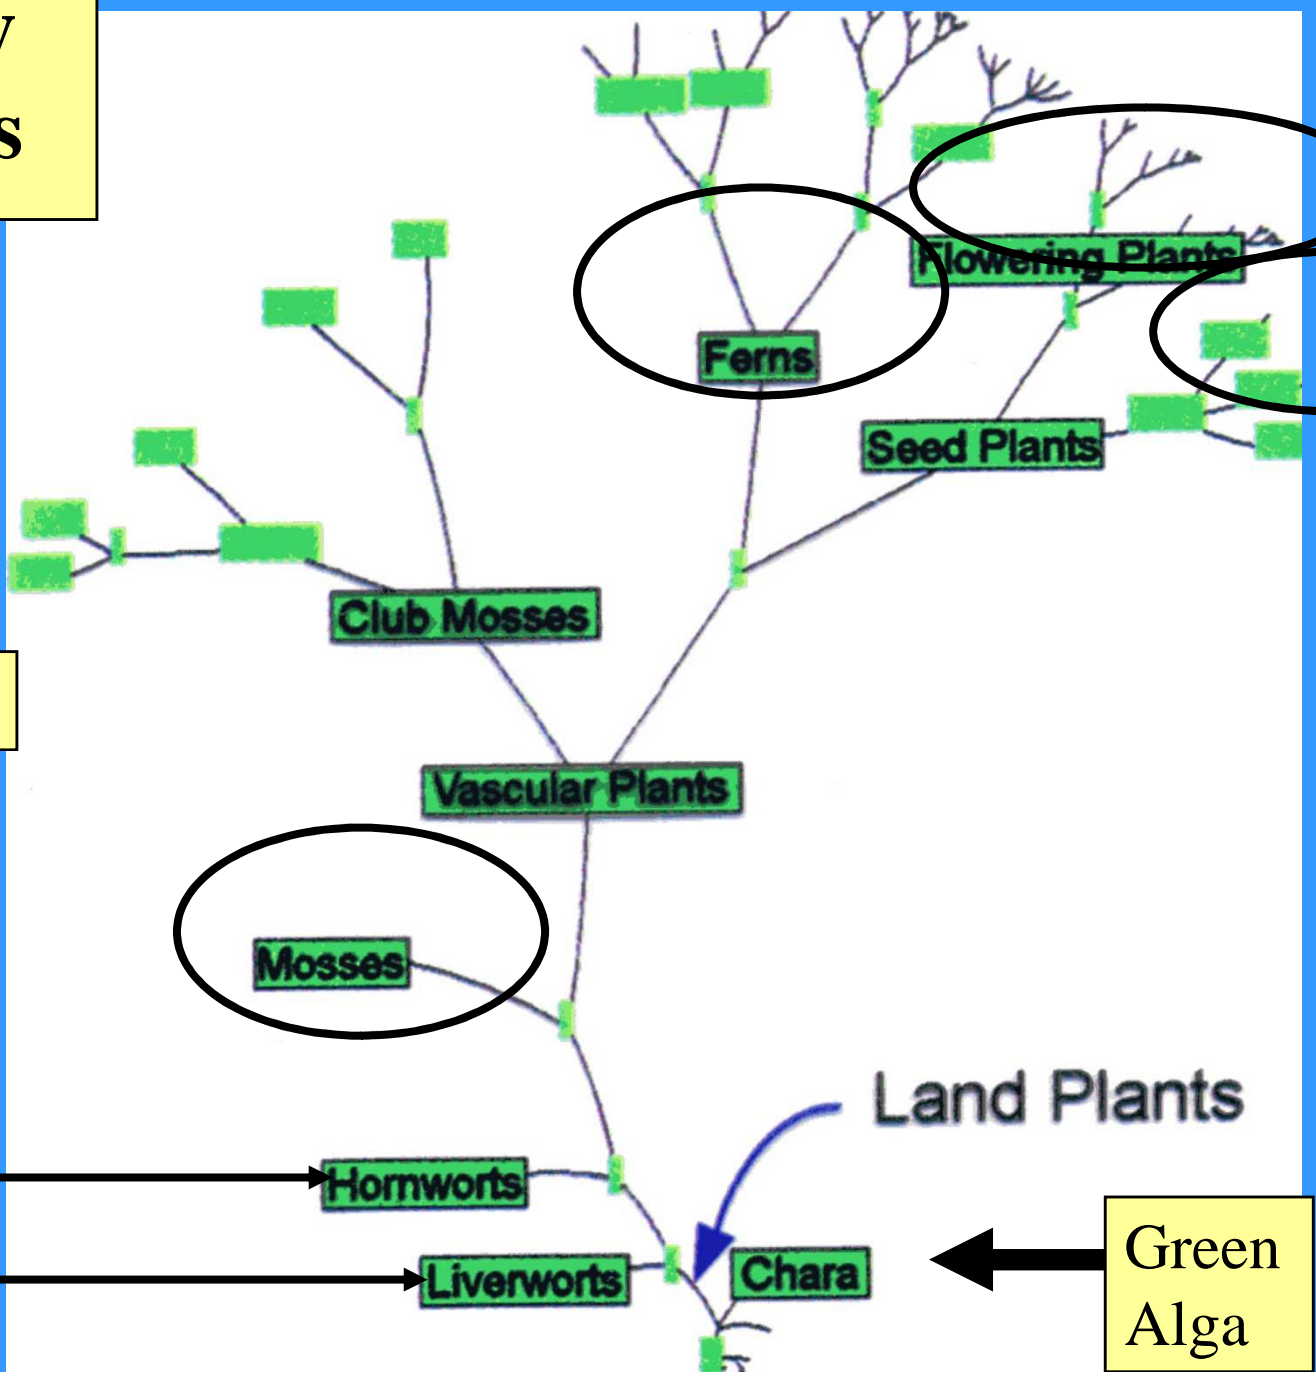 y
s
Flowering Plants
Ferns
Seed Plants
Club Mosses
Vascular Plants
Mosses
Land Plants
Hornworts
Liverworts
Chara
Green
Alga